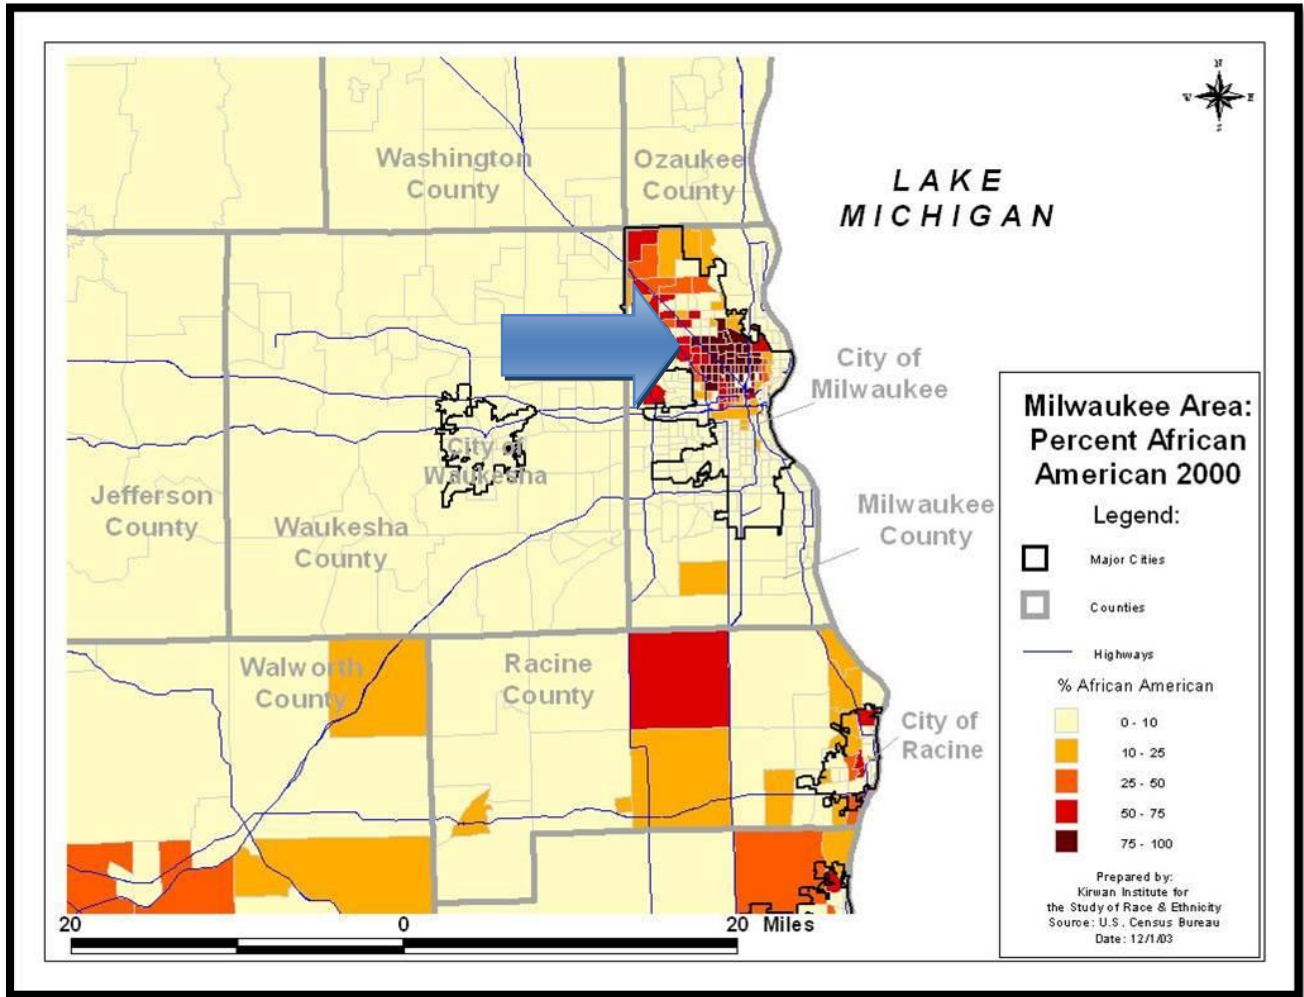 N
W E
S
LAKE
MICHIGAN
Washington
County
Ozaukee
County
City of
Milwaukee
City of
Waukesha
Jefferson
County
Waukesha
County
Milwaukee
County
Walworth
County
Racine
County
City of
Racine
20 0 20 Miles
Milwaukee Area:
Percent African
American 2000
Legend:
Major Cities
Counties
Highways
% African American
0 - 10
10 - 25
25 - 50
50 - 75
75 - 100
Prepared by:
Kirwan Institute for
the Study of Race & Ethnicity
Source: U.S. Census Bureau
Date: 12/1/03